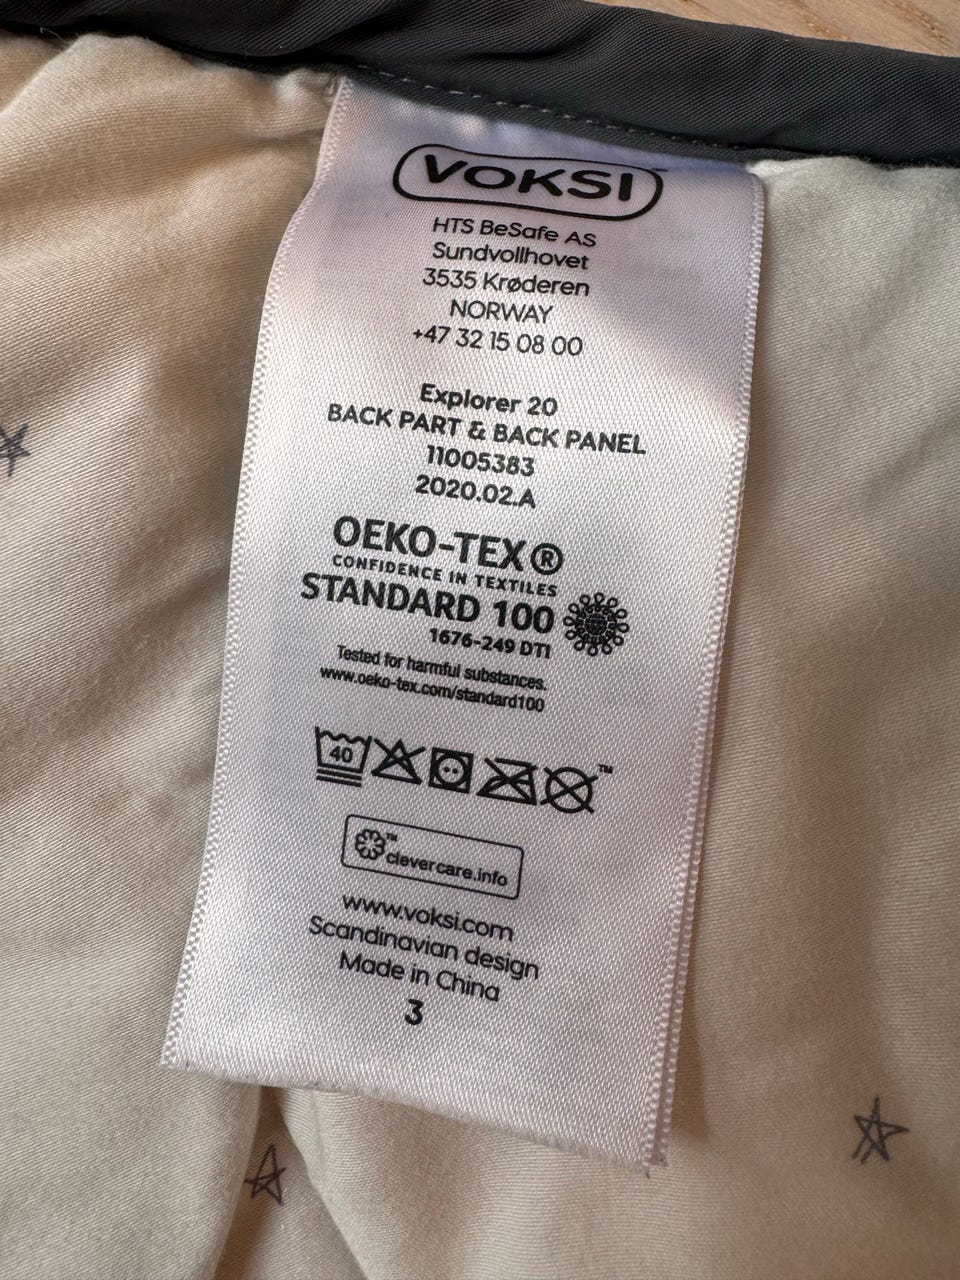 VOKSI
HTS BeSafe AS
Sundvollhovet
3535 Krøderen
NORWAY
+47 32 15 08 00
Explorer 20
BACK PART & BACK PANEL
11005383
2020.02.A
OEKO-TEX®
CONFIDENCE IN TEXTILES
STANDARD 100
1676-249 DTI
Tested for harmful substances.
www.oeko-tex.com/standard100
40 ™
™ clevercare.info
www.voksi.com
Scandinavian design
Made in China
3